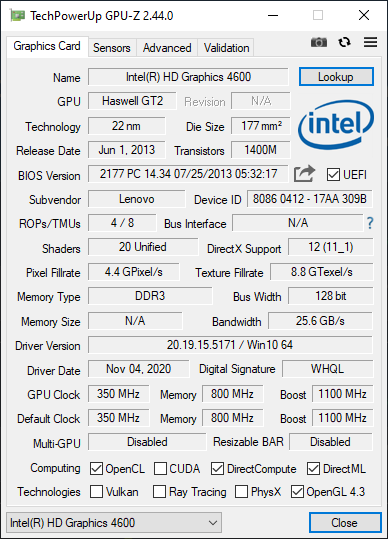 TechPowerUp GPU-Z 2.44.0
Graphics Card Sensors Advanced Validation
Name Intel(R) HD Graphics 4600 Lookup
GPU Haswell GT2 Revision N/A
Technology 22 nm Die Size 177 mm²
intel
Release Date Jun 1, 2013 Transistors 1400M
BIOS Version 2177 PC 14.34 07/25/2013 05:32:17 UEFI
Subvendor Lenovo Device ID 8086 0412 - 17AA 309B
ROPs/TMUs 4 / 8 Bus Interface N/A ?
Shaders 20 Unified DirectX Support 12 (11_1)
Pixel Fillrate 4.4 GPixel/s Texture Fillrate 8.8 GTexel/s
Memory Type DDR3 Bus Width 128 bit
Memory Size N/A Bandwidth 25.6 GB/s
Driver Version 20.19.15.5171 / Win10 64
Driver Date Nov 04, 2020 Digital Signature WHQL
GPU Clock 350 MHz Memory 800 MHz Boost 1100 MHz
Default Clock 350 MHz Memory 800 MHz Boost 1100 MHz
Multi-GPU Disabled Resizable BAR Disabled
Computing OpenCL CUDA DirectCompute DirectML
Technologies Vulkan Ray Tracing PhysX OpenGL 4.3
Intel(R) HD Graphics 4600 Close